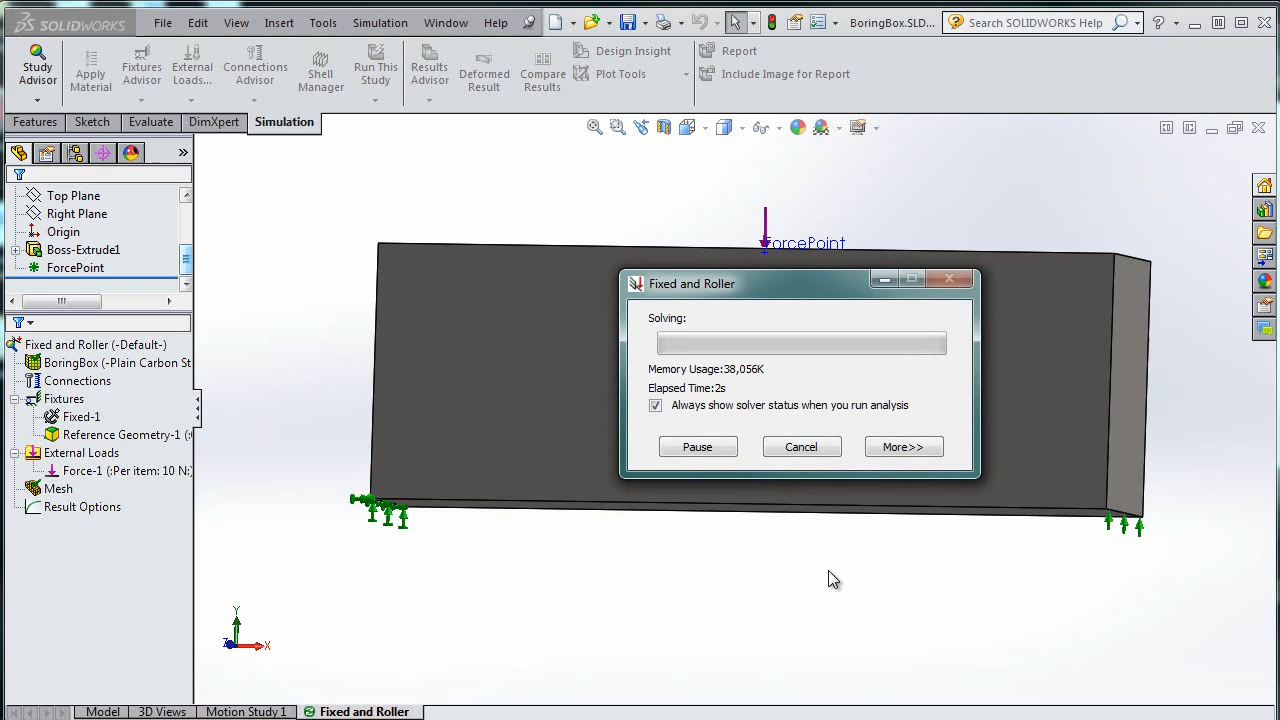 SOLIDWORKS File Edit View Insert Tools Simulation Window Help BoringBox.SLD... Search SOLIDWORKS Help
Study Advisor
Apply Material
Fixtures Advisor
External Loads...
Connections Advisor
Shell Manager
Run This Study
Results Advisor
Deformed Result
Compare Results
Design Insight
Plot Tools
Report
Include Image for Report
Features Sketch Evaluate DimXpert Simulation
Top Plane
Right Plane
Origin
Boss-Extrude1
ForcePoint
Fixed and Roller (-Default-)
BoringBox (-Plain Carbon St
Connections
Fixtures
Fixed-1
Reference Geometry-1 (:0
External Loads
Force-1 (:Per item: 10 N:)
Mesh
Result Options
ForcePoint
Fixed and Roller
Solving:
Memory Usage:38,056K
Elapsed Time:2s
Always show solver status when you run analysis
Pause Cancel More>>
Y
Z X
Model 3D Views Motion Study 1 Fixed and Roller